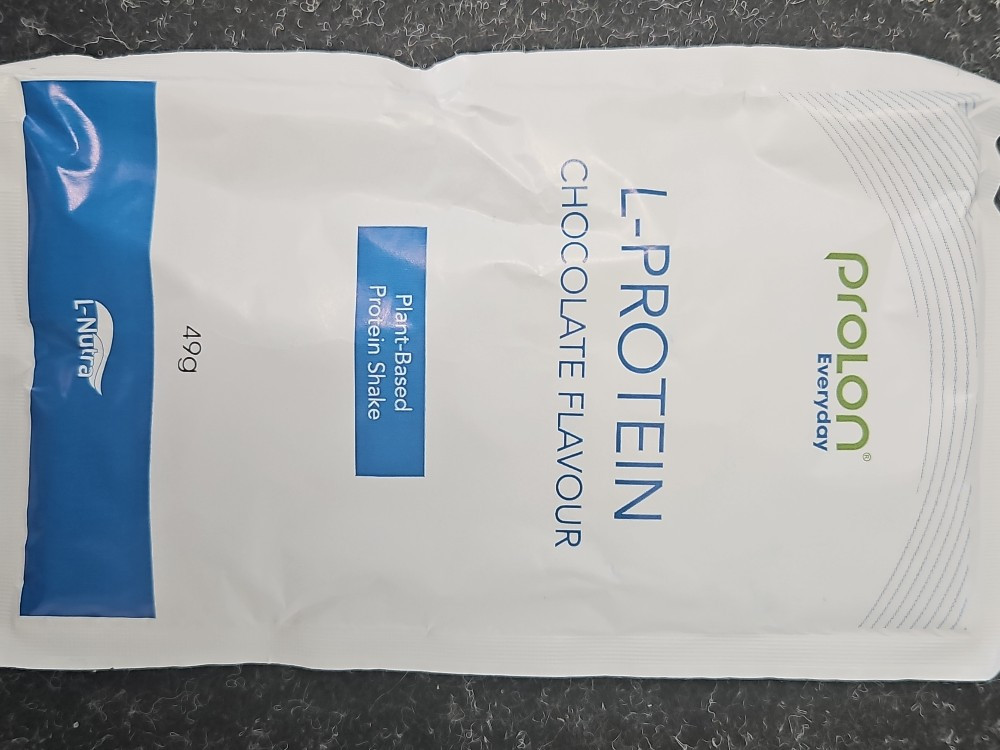 PROLON®
Everyday
L-PROTEIN
CHOCOLATE FLAVOUR
Plant-Based
Protein Shake
49g
L-Nutra